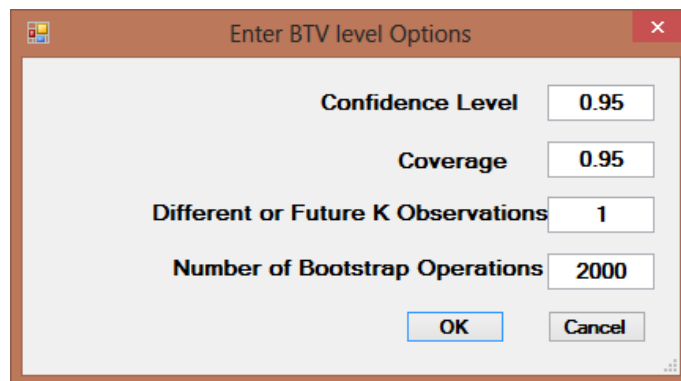 Enter BTV level Options
Confidence Level 0.95
Coverage 0.95
Different or Future K Observations 1
Number of Bootstrap Operations 2000
OK Cancel